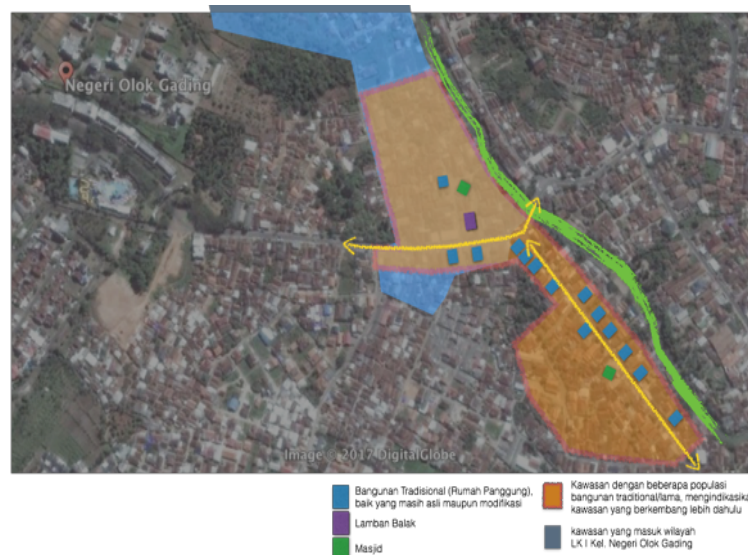 Negeri Olok Gading
Image © 2017 DigitalGlobe
Bangunan Tradisional (Rumah Panggung),
baik yang masih asli maupun modifikasi
Lamban Balak
Masjid
Kawasan dengan beberapa populasi
bangunan traditional/lama, mengindikasika
kawasan yang berkembang lebih dahulu
kawasan yang masuk wilayah
LK I Kel. Negeri Olok Gading